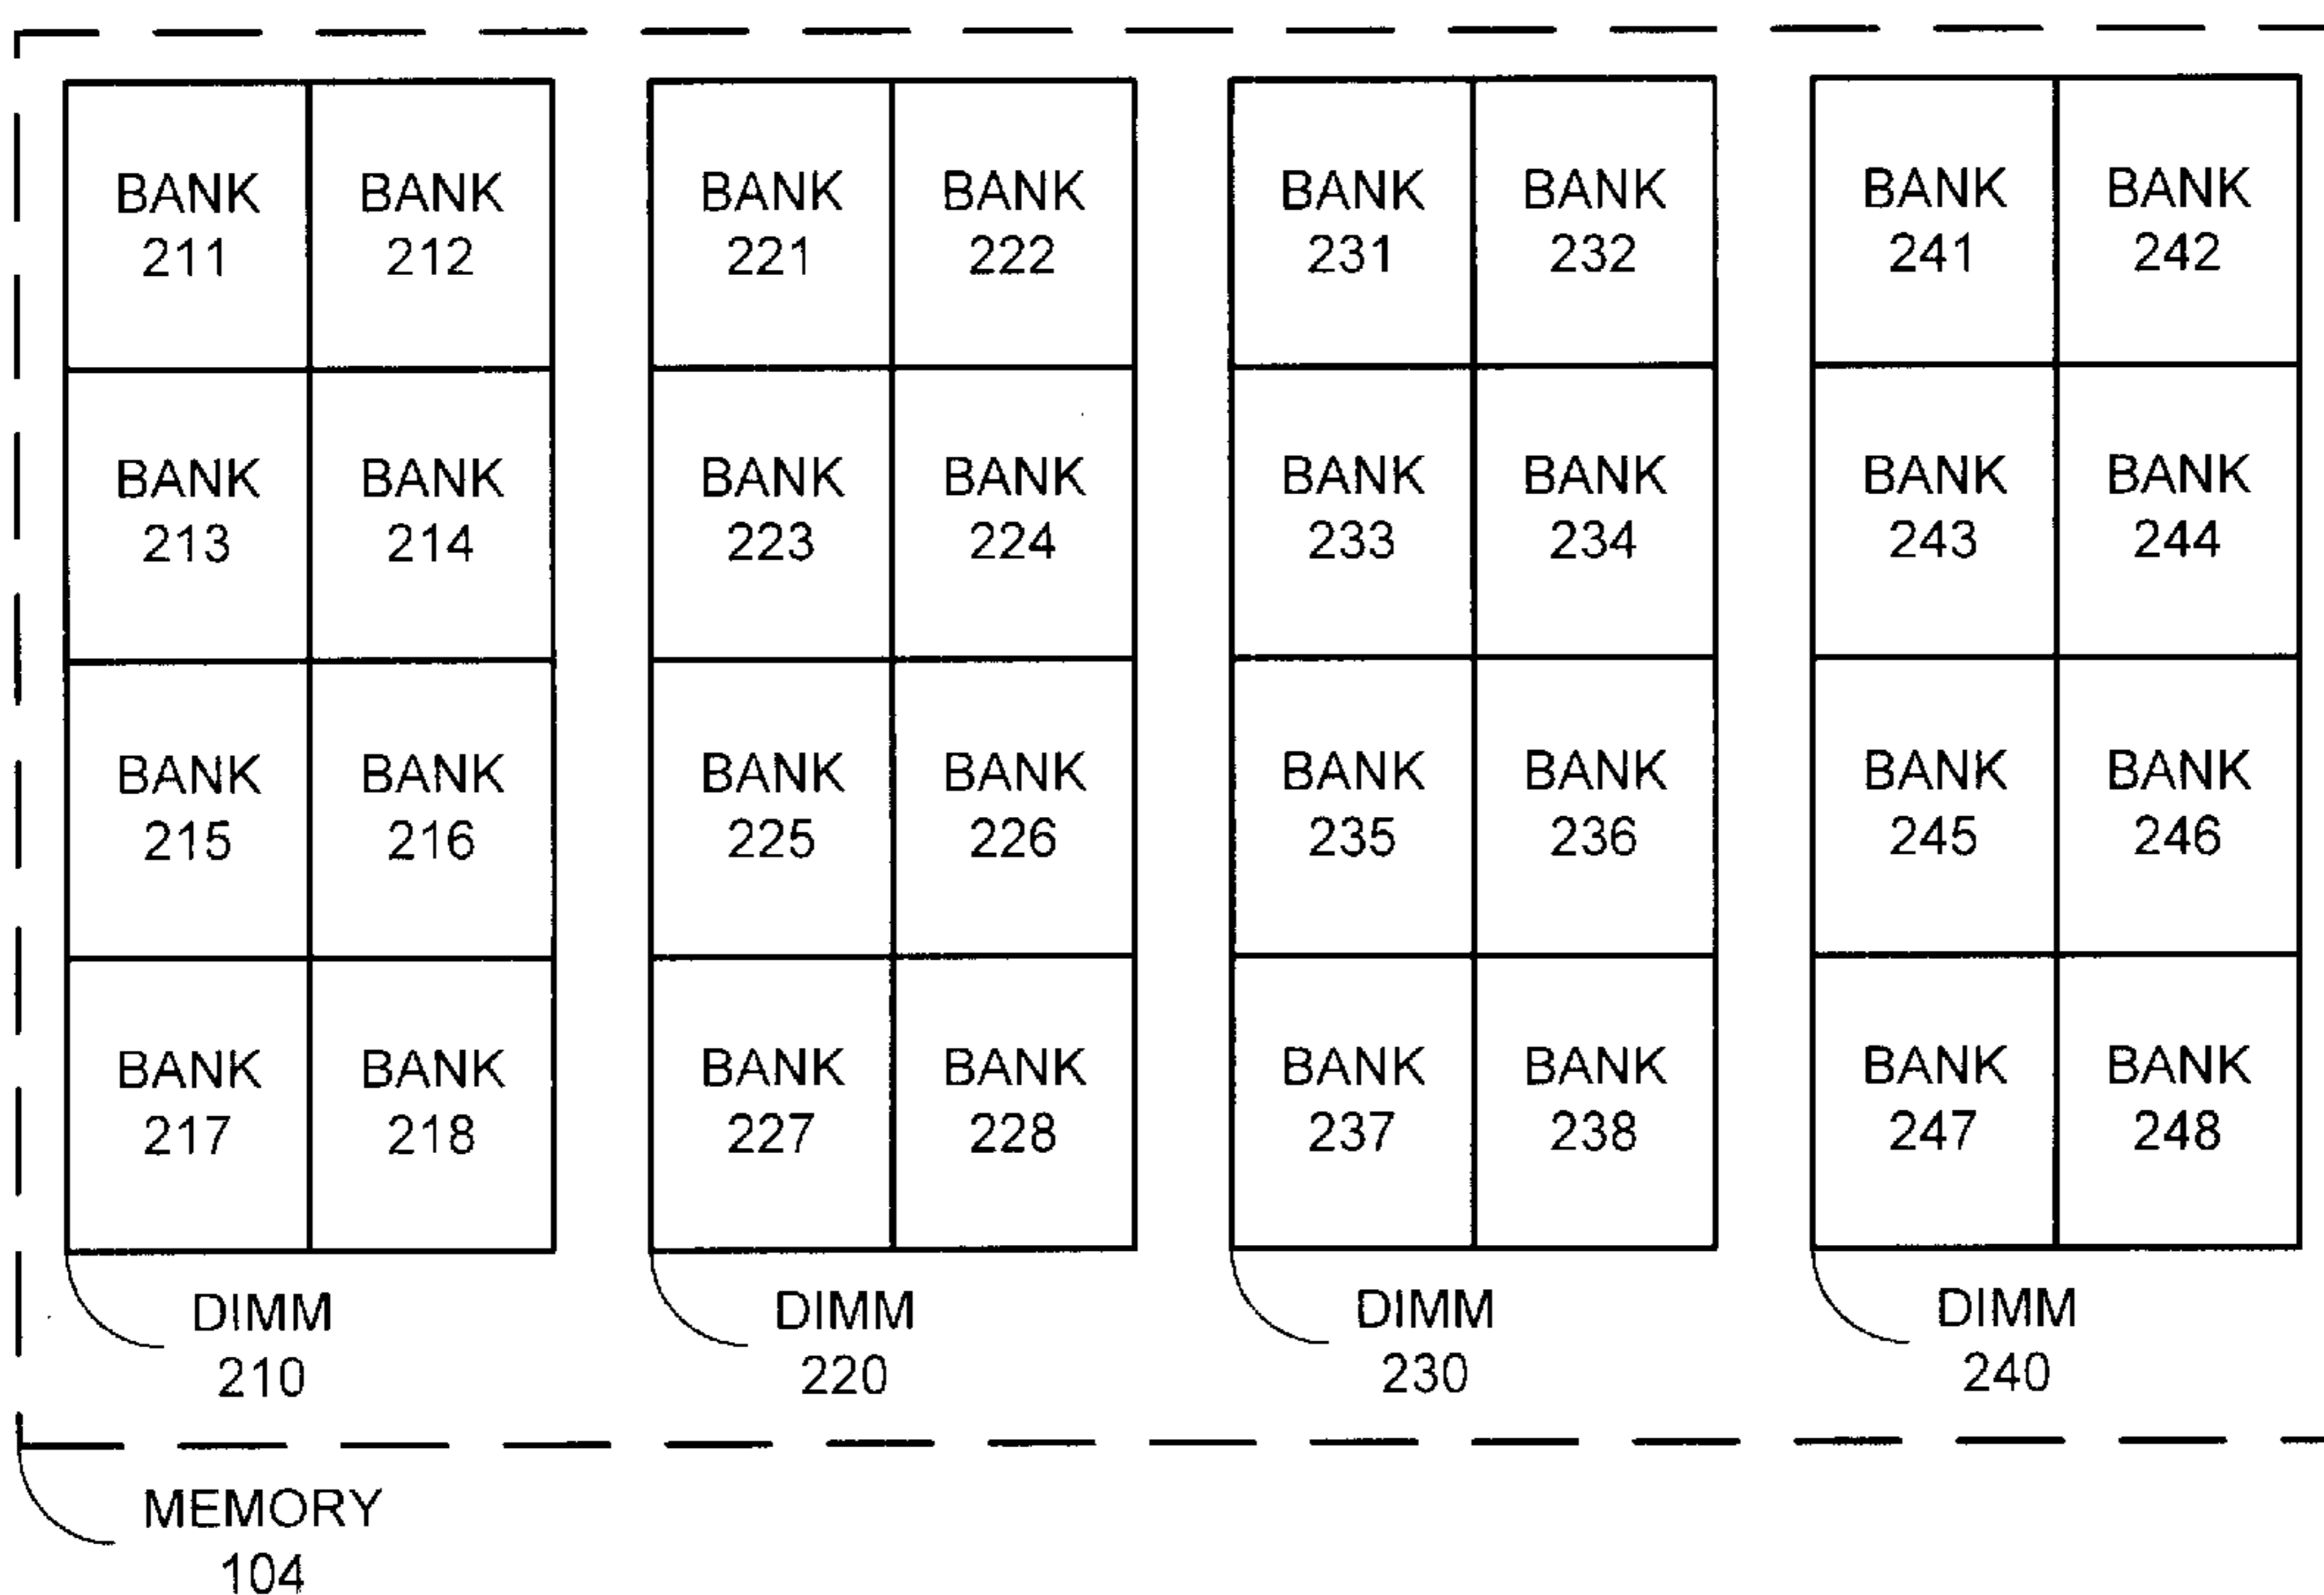 BANK BANK BANK BANK BANK BANK BANK BANK
211 212 221 222 231 232 241 242
BANK BANK BANK BANK BANK BANK BANK BANK
213 214 223 224 233 234 243 244
BANK BANK BANK BANK BANK BANK BANK BANK
215 216 225 226 235 236 245 246
BANK BANK BANK BANK BANK BANK BANK BANK
217 218 227 228 237 238 247 248
DIMM DIMM DIMM DIMM
210 220 230 240
MEMORY
104